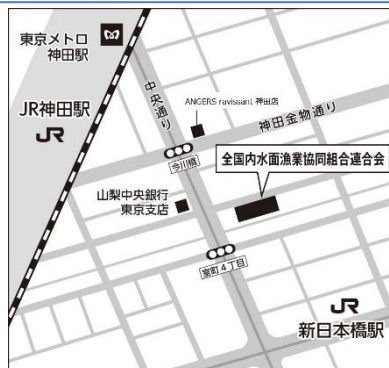 東京メトロ
神田駅
JR神田駅
JR
中央通り
ANGERS ravissant 神田店
神田金物通り
今川橋
全国内水面漁業協同組合連合会
山梨中央銀行
東京支店
室町4丁目
JR
新日本橋駅